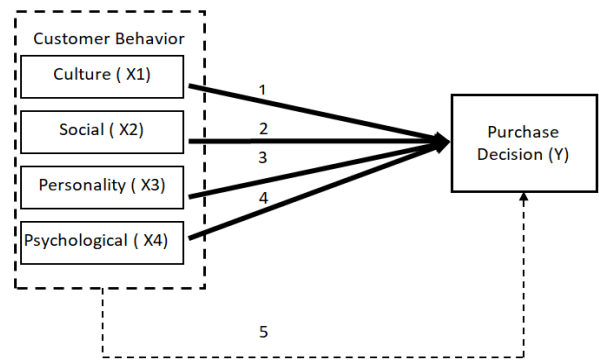 Customer Behavior
Culture ( X1)
Social ( X2)
Personality ( X3)
Psychological ( X4)
1
2
3
4
Purchase
Decision (Y)
5